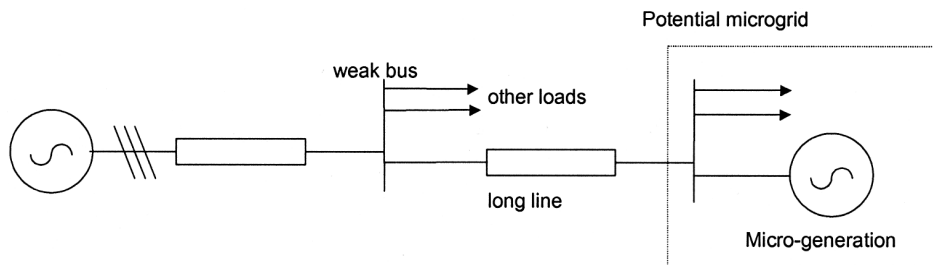 Potential microgrid
weak bus
other loads
long line
Micro-generation